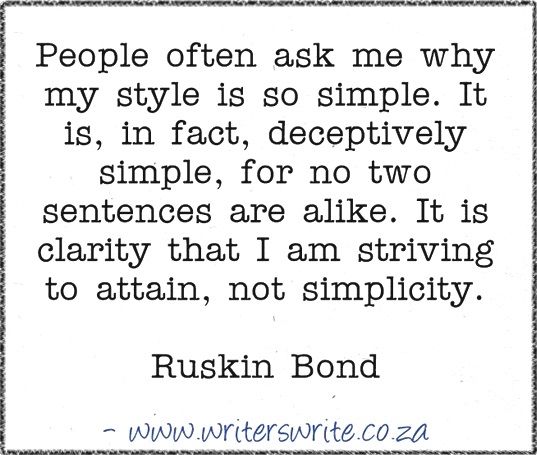 People often ask me why
my style is so simple. It
is, in fact, deceptively
simple, for no two
sentences are alike. It is
clarity that I am striving
to attain, not simplicity.
Ruskin Bond
- www.writerswrite.co.za